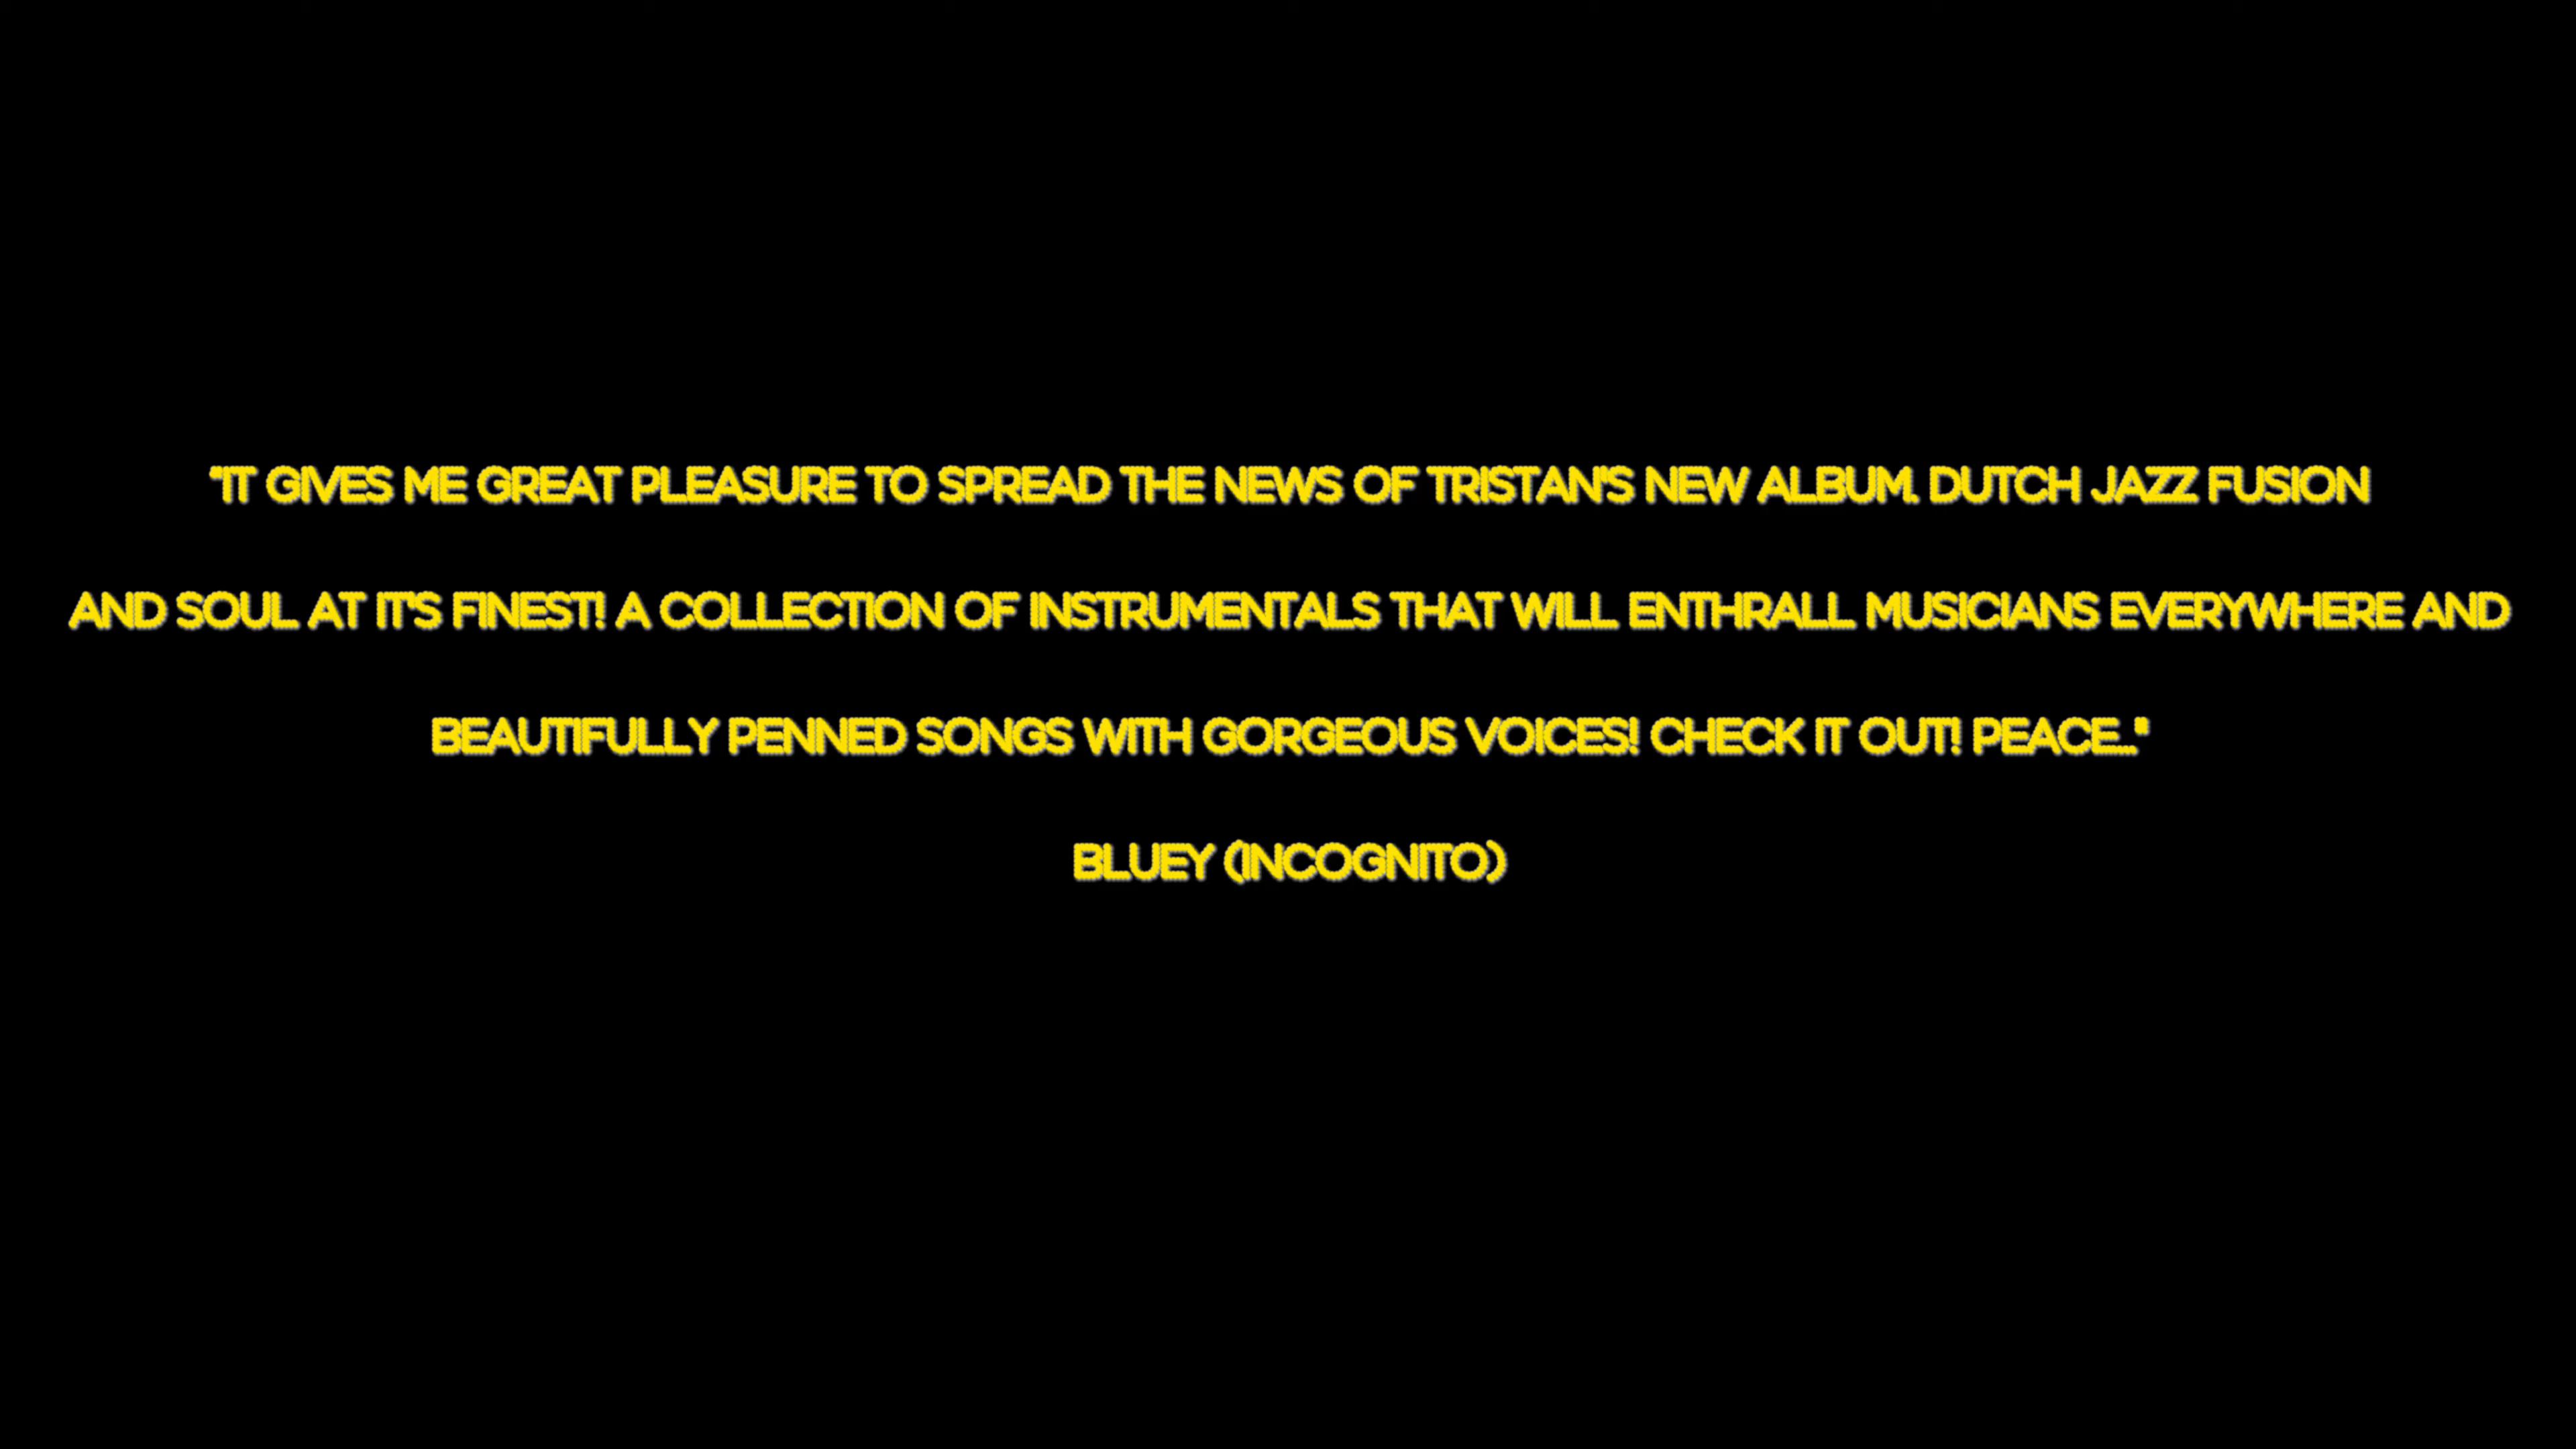 "IT GIVES ME GREAT PLEASURE TO SPREAD THE NEWS OF TRISTAN'S NEW ALBUM. DUTCH JAZZ FUSION
AND SOUL AT IT'S FINEST! A COLLECTION OF INSTRUMENTALS THAT WILL ENTHRALL MUSICIANS EVERYWHERE AND
BEAUTIFULLY PENNED SONGS WITH GORGEOUS VOICES! CHECK IT OUT! PEACE..."
BLUEY (INCOGNITO)